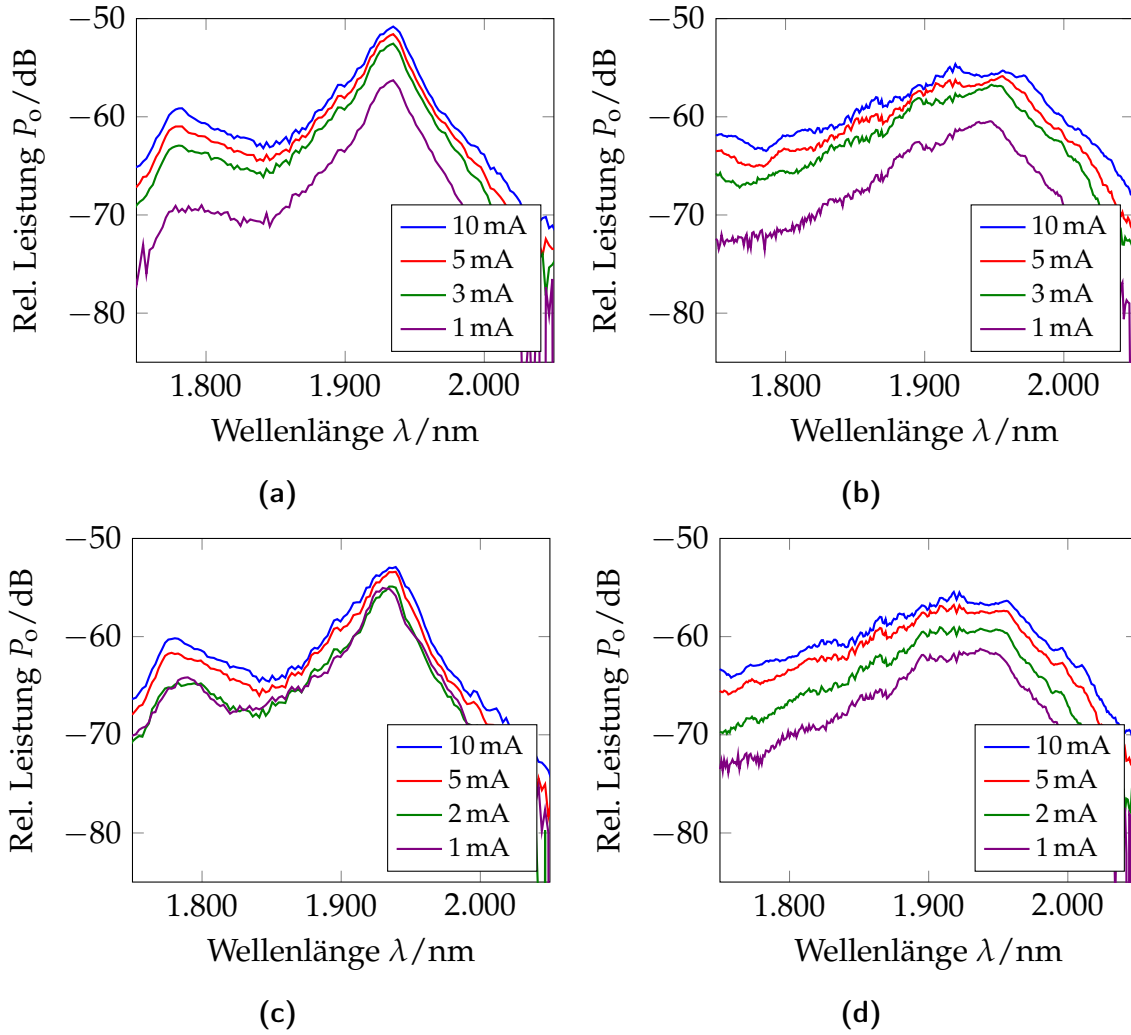 −50
−60
−70
−80
Rel. Leistung Pₒ/dB
1.800 1.900 2.000
Wellenlänge λ/nm
10 mA
5 mA
3 mA
1 mA
(a)
−50
−60
−70
−80
Rel. Leistung Pₒ/dB
1.800 1.900 2.000
Wellenlänge λ/nm
10 mA
5 mA
3 mA
1 mA
(b)
−50
−60
−70
−80
Rel. Leistung Pₒ/dB
1.800 1.900 2.000
Wellenlänge λ/nm
10 mA
5 mA
2 mA
1 mA
(c)
−50
−60
−70
−80
Rel. Leistung Pₒ/dB
1.800 1.900 2.000
Wellenlänge λ/nm
10 mA
5 mA
2 mA
1 mA
(d)